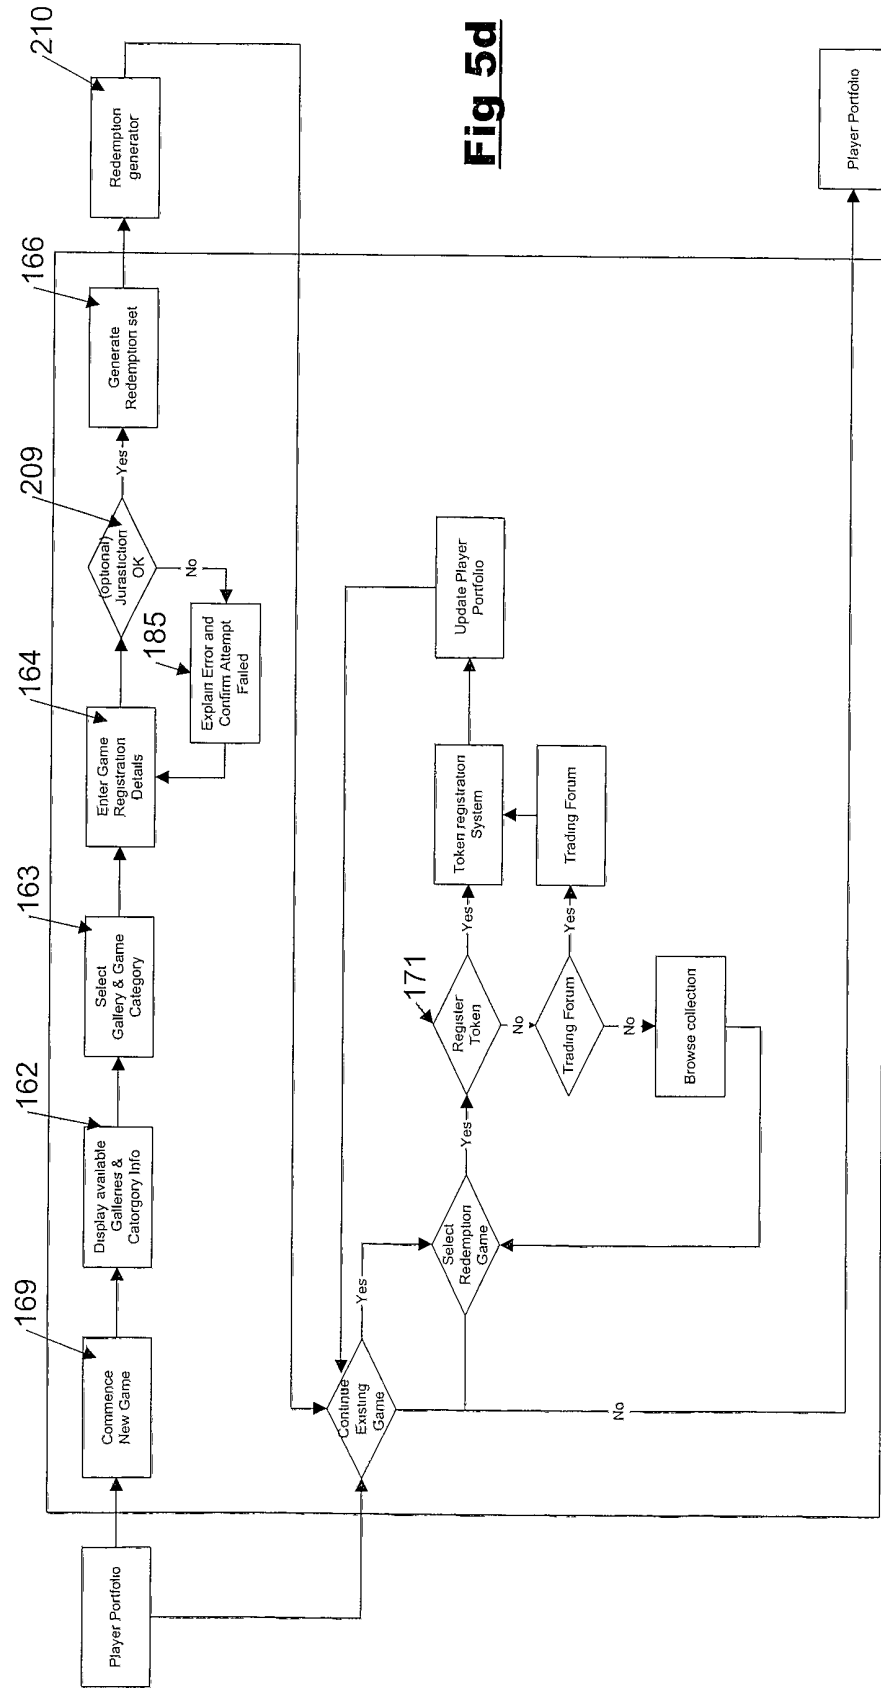 169
162
163
164
209
166
210
Player Portfolio
Commence
New Game
Display available
Galleries &
Catorgory Info
Select
Gallery & Game
Category
Enter Game
Registration
Details
(optional)
Jurastiction
OK
Yes
Generate
Redemption set
Redemption
generator
No
185
Explain Error and
Confirm Attempt
Failed
Continue
Existing
Game
Yes
No
Select
Redemption
Game
Yes
171
Register
Token
Yes
No
Token registration
System
Update Player
Portfolio
Trading Forum
Yes
No
Trading Forum
Browse collection
Player Portfolio
Fig 5d